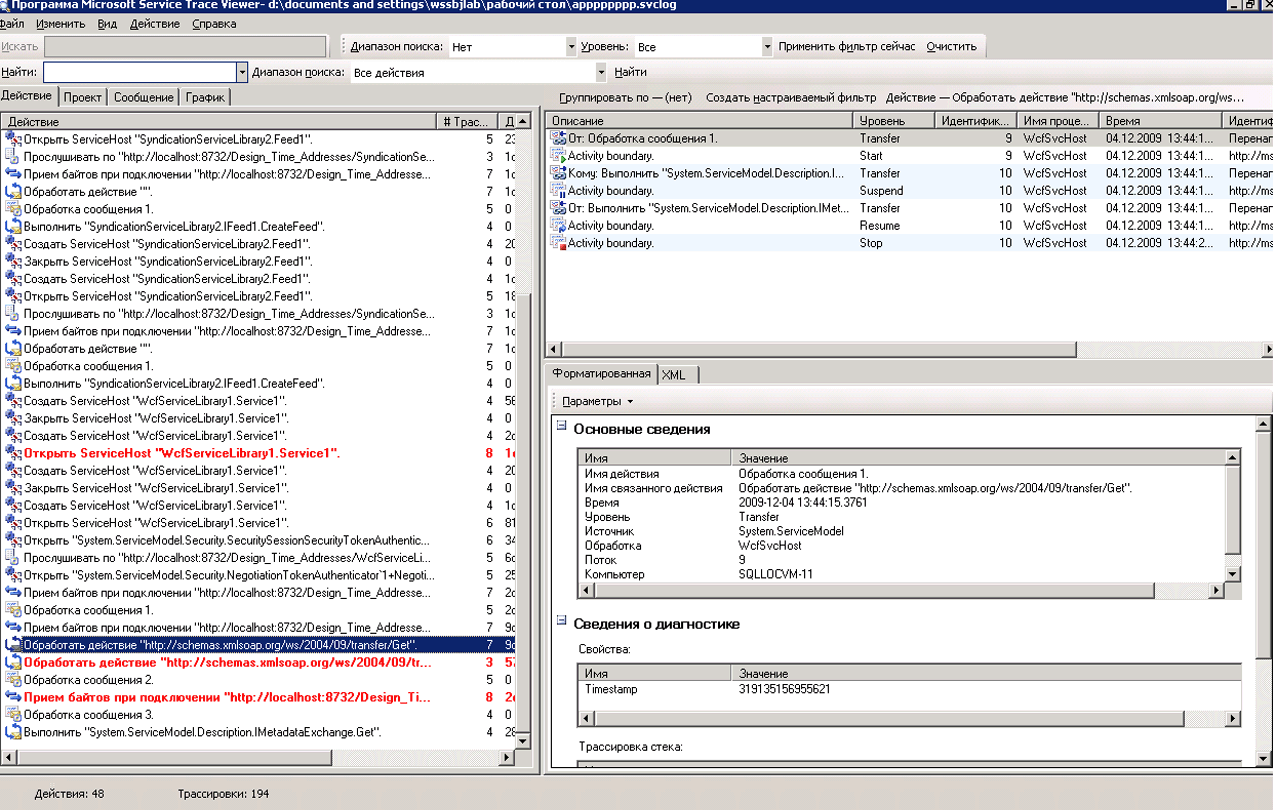 Программа Microsoft Service Trace Viewer- d:\documents and settings\wssbjlab\рабочий стол\appppppppp.svclog
Файл Изменить Вид Действие Справка
Искать Диапазон поиска: Нет Уровень: Все Применить фильтр сейчас Очистить
Найти: Диапазон поиска: Все действия Найти
Действие Проект Сообщение График
Действие # Трас... Д
Открыть ServiceHost "SyndicationServiceLibrary2.Feed1". 5 23
Прослушивать по "http://localhost:8732/Design_Time_Addresses/SyndicationSe... 3 1с
Прием байтов при подключении "http://localhost:8732/Design_Time_Addresse... 7 1с
Обработать действие "". 7 1с
Обработка сообщения 1. 5 0
Выполнить "SyndicationServiceLibrary2.IFeed1.CreateFeed". 4 0
Создать ServiceHost "SyndicationServiceLibrary2.Feed1". 4 20
Закрыть ServiceHost "SyndicationServiceLibrary2.Feed1". 4 0
Создать ServiceHost "SyndicationServiceLibrary2.Feed1". 4 1с
Открыть ServiceHost "SyndicationServiceLibrary2.Feed1". 5 18
Прослушивать по "http://localhost:8732/Design_Time_Addresses/SyndicationSe... 3 1с
Прием байтов при подключении "http://localhost:8732/Design_Time_Addresse... 7 1с
Обработать действие "". 7 1с
Обработка сообщения 1. 5 0
Выполнить "SyndicationServiceLibrary2.IFeed1.CreateFeed". 4 0
Создать ServiceHost "WcfServiceLibrary1.Service1". 4 56
Закрыть ServiceHost "WcfServiceLibrary1.Service1". 4 0
Создать ServiceHost "WcfServiceLibrary1.Service1". 4 2с
Открыть ServiceHost "WcfServiceLibrary1.Service1". 8 1с
Создать ServiceHost "WcfServiceLibrary1.Service1". 4 20
Закрыть ServiceHost "WcfServiceLibrary1.Service1". 4 0
Создать ServiceHost "WcfServiceLibrary1.Service1". 4 1с
Открыть ServiceHost "WcfServiceLibrary1.Service1". 6 81
Открыть "System.ServiceModel.Security.SecuritySessionSecurityTokenAuthentic... 6 34
Прослушивать по "http://localhost:8732/Design_Time_Addresses/WcfServiceLi... 5 6с
Открыть "System.ServiceModel.Security.NegotiationTokenAuthenticator`1+Negoti... 5 25
Прием байтов при подключении "http://localhost:8732/Design_Time_Addresse... 7 2с
Обработка сообщения 1. 5 2с
Прием байтов при подключении "http://localhost:8732/Design_Time_Addresse... 7 9с
Обработать действие "http://schemas.xmlsoap.org/ws/2004/09/transfer/Get". 7 9с
Обработать действие "http://schemas.xmlsoap.org/ws/2004/09/tr... 3 57
Обработка сообщения 2. 5 0
Прием байтов при подключении "http://localhost:8732/Design_Ti... 8 2с
Обработка сообщения 3. 4 0
Выполнить "System.ServiceModel.Description.IMetadataExchange.Get". 4 28
Группировать по — (нет) Создать настраиваемый фильтр Действие — Обработать действие "http://schemas.xmlsoap.org/ws...
Описание Уровень Идентифик... Имя проце... Время Идентиф
От: Обработка сообщения 1. Transfer 9 WcfSvcHost 04.12.2009 13:44:1... Перенап
Activity boundary. Start 9 WcfSvcHost 04.12.2009 13:44:1... http://ms
Кому: Выполнить "System.ServiceModel.Description.I... Transfer 10 WcfSvcHost 04.12.2009 13:44:1... Перенап
Activity boundary. Suspend 10 WcfSvcHost 04.12.2009 13:44:1... http://ms
От: Выполнить "System.ServiceModel.Description.IMet... Transfer 10 WcfSvcHost 04.12.2009 13:44:1... Перенап
Activity boundary. Resume 10 WcfSvcHost 04.12.2009 13:44:1... http://ms
Activity boundary. Stop 10 WcfSvcHost 04.12.2009 13:44:2... http://ms
Форматированная XML
Параметры
Основные сведения
Имя Значение
Имя действия Обработка сообщения 1.
Имя связанного действия Обработать действие "http://schemas.xmlsoap.org/ws/2004/09/transfer/Get".
Время 2009-12-04 13:44:15.3761
Уровень Transfer
Источник System.ServiceModel
Обработка WcfSvcHost
Поток 9
Компьютер SQLLOCVM-11
Сведения о диагностике
Свойства:
Имя Значение
Timestamp 319135156955621
Трассировка стека:
Действия: 48 Трассировки: 194